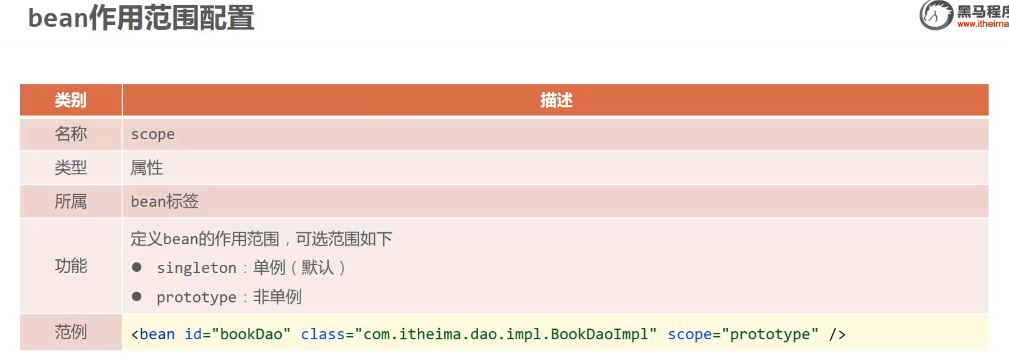 bean作用范围配置
黑马程序
www.itheima
类别 描述
名称 scope
类型 属性
所属 bean标签
功能 定义bean的作用范围，可选范围如下
● singleton：单例（默认）
● prototype：非单例
范例 <bean id="bookDao" class="com.itheima.dao.impl.BookDaoImpl" scope="prototype" />